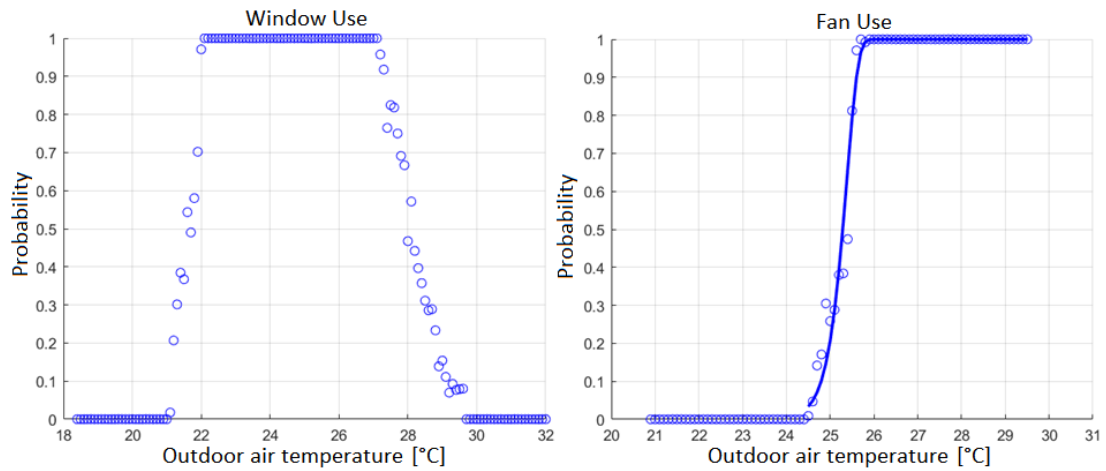 Window Use
Probability
1
0.9
0.8
0.7
0.6
0.5
0.4
0.3
0.2
0.1
0
18 20 22 24 26 28 30 32
Outdoor air temperature [°C]
Fan Use
Probability
1
0.9
0.8
0.7
0.6
0.5
0.4
0.3
0.2
0.1
0
20 21 22 23 24 25 26 27 28 29 30 31
Outdoor air temperature [°C]